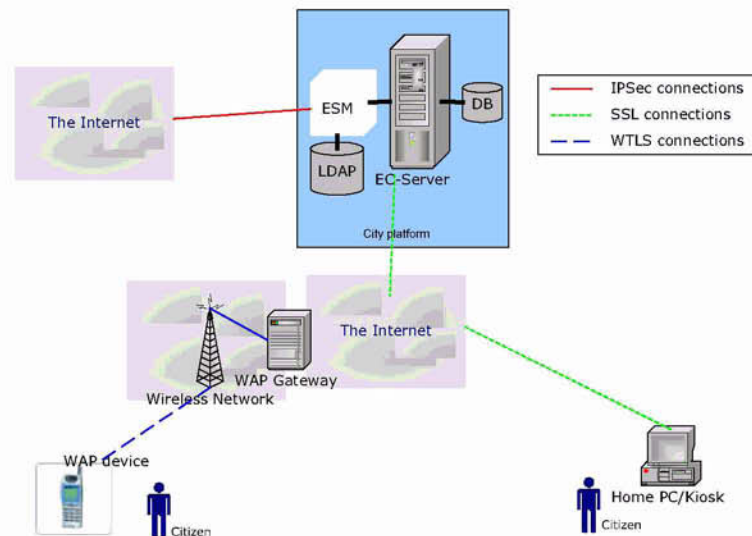 The Internet
ESM
DB
LDAP
EC-Server
City platform
IPSec connections
SSL connections
WTLS connections
The Internet
WAP Gateway
Wireless Network
WAP device
Citizen
Home PC/Kiosk
Citizen